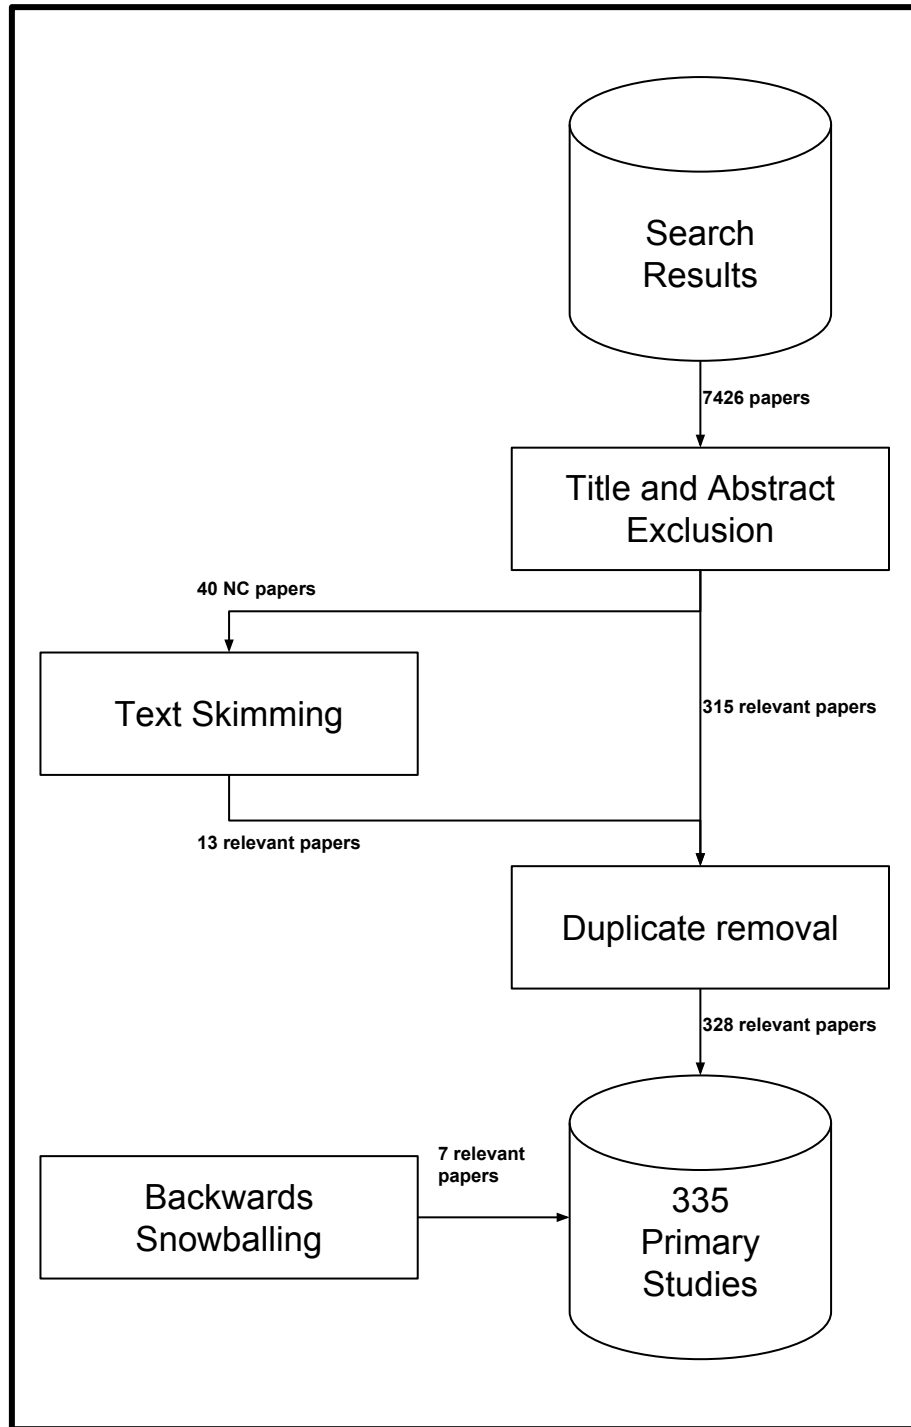 Search
Results
7426 papers
Title and Abstract
Exclusion
40 NC papers
Text Skimming
315 relevant papers
13 relevant papers
Duplicate removal
328 relevant papers
7 relevant
papers
Backwards
Snowballing
335
Primary
Studies